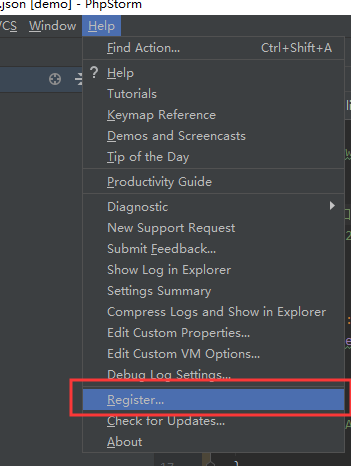 .json [demo] - PhpStorm
VCS Window Help
Find Action... Ctrl+Shift+A
? Help
Tutorials
Keymap Reference
Demos and Screencasts
Tip of the Day
Productivity Guide
Diagnostic
New Support Request
Submit Feedback...
Show Log in Explorer
Settings Summary
Compress Logs and Show in Explorer
Edit Custom Properties...
Edit Custom VM Options...
Debug Log Settings...
Register...
Check for Updates...
About
17 }